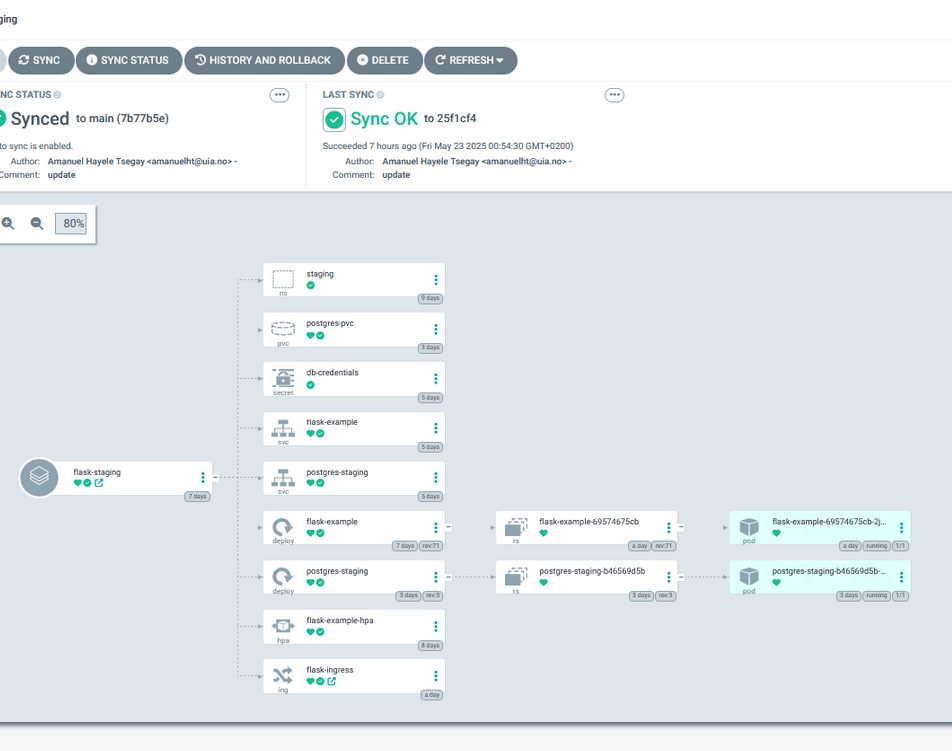 ging
SYNC
SYNC STATUS
HISTORY AND ROLLBACK
DELETE
REFRESH
NC STATUS
Synced to main (7b77b5e)
to sync is enabled.
Author: Amanuel Hayele Tsegay <amanuelht@uia.no> -
Comment: update
LAST SYNC
Sync OK to 25f1cf4
Succeeded 7 hours ago (Fri May 23 2025 00:54:30 GMT+0200)
Author: Amanuel Hayele Tsegay <amanuelht@uia.no> -
Comment: update
80%
flask-staging
7 days
staging
ns
9 days
postgres-pvc
pvc
3 days
db-credentials
secret
5 days
flask-example
svc
5 days
postgres-staging
svc
5 days
flask-example
deploy
7 days rev:71
flask-example-69574675cb
rs
a day rev:71
flask-example-69574675cb-2j...
pod
a day running 1/1
postgres-staging
deploy
3 days rev:3
postgres-staging-b46569d5b
rs
3 days rev:3
postgres-staging-b46569d5b-...
pod
3 days running 1/1
flask-example-hpa
hpa
8 days
flask-ingress
ing
a day